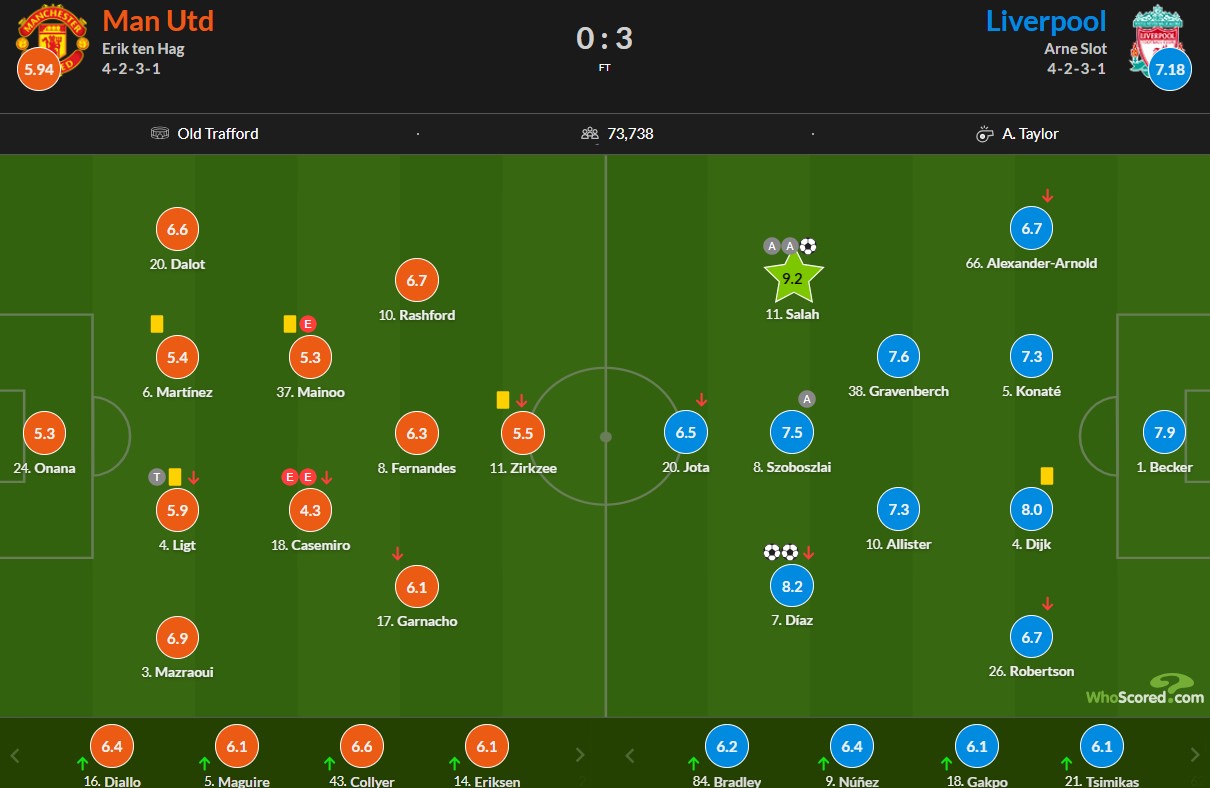 Man Utd
Erik ten Hag
4-2-3-1
5.94
0 : 3
FT
Liverpool
Arne Slot
4-2-3-1
7.18
MANCHESTER
LIVERPOOL
Old Trafford
73,738
A. Taylor
6.6
20. Dalot
6.7
10. Rashford
5.4
6. Martínez
E
5.3
37. Mainoo
5.3
24. Onana
6.3
8. Fernandes
5.5
11. Zirkzee
T
5.9
4. Ligt
E E
4.3
18. Casemiro
6.1
17. Garnacho
6.9
3. Mazraoui
A A
9.2
11. Salah
6.7
66. Alexander-Arnold
7.6
38. Gravenberch
7.3
5. Konaté
6.5
20. Jota
A
7.5
8. Szoboszlai
7.9
1. Becker
7.3
10. Allister
8.0
4. Dijk
8.2
7. Díaz
6.7
26. Robertson
WhoScored.com
6.4
16. Diallo
6.1
5. Maguire
6.6
43. Collyer
6.1
14. Eriksen
6.2
84. Bradley
6.4
9. Núñez
6.1
18. Gakpo
6.1
21. Tsimikas